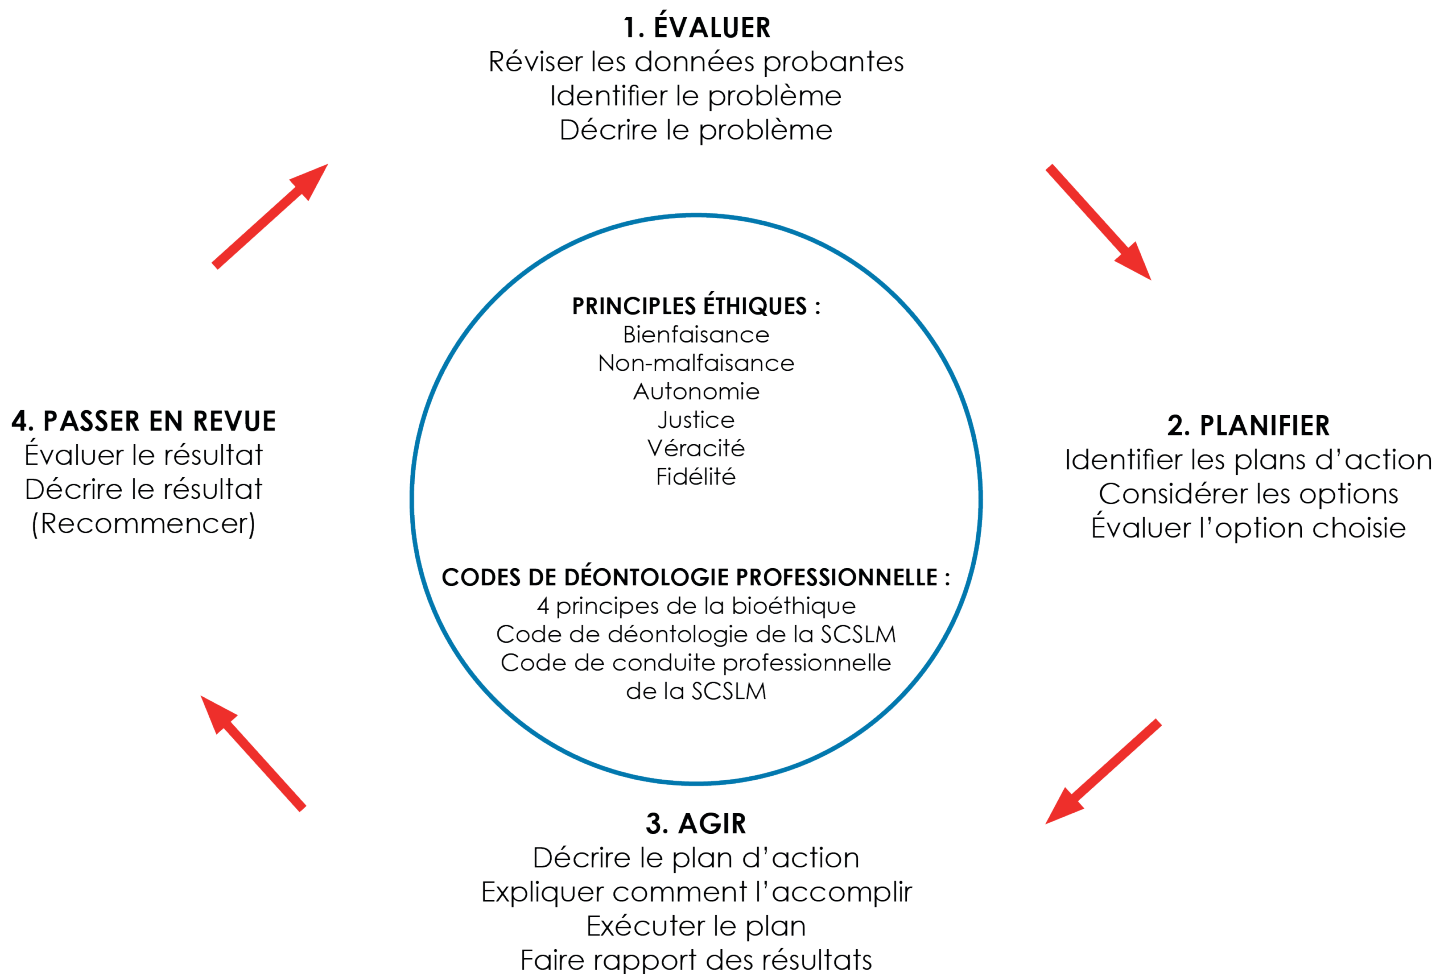 1. ÉVALUER
Réviser les données probantes
Identifier le problème
Décrire le problème
PRINCIPLES ÉTHIQUES :
Bienfaisance
Non-malfaisance
Autonomie
Justice
Véracité
Fidélité
CODES DE DÉONTOLOGIE PROFESSIONNELLE :
4 principes de la bioéthique
Code de déontologie de la SCSLM
Code de conduite professionnelle
de la SCSLM
2. PLANIFIER
Identifier les plans d’action
Considérer les options
Évaluer l’option choisie
3. AGIR
Décrire le plan d’action
Expliquer comment l’accomplir
Exécuter le plan
Faire rapport des résultats
4. PASSER EN REVUE
Évaluer le résultat
Décrire le résultat
(Recommencer)